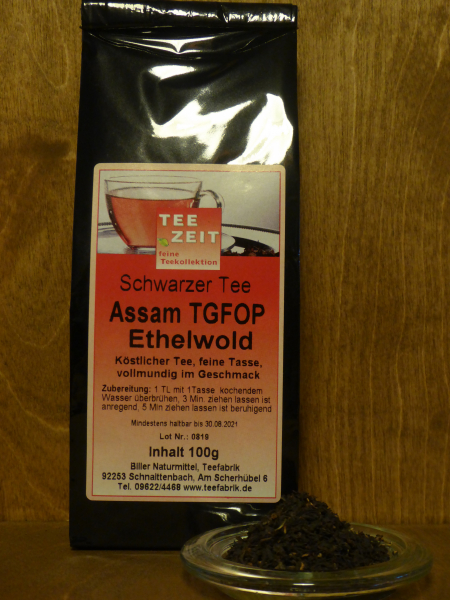 TEE
ZEIT
feine
Teekollektion
Schwarzer Tee
Assam TGFOP
Ethelwold
Köstlicher Tee, feine Tasse,
vollmundig im Geschmack
Zubereitung: 1 TL mit 1Tasse kochendem
Wasser überbrühen, 3 Min. ziehen lassen ist
anregend, 5 Min ziehen lassen ist beruhigend
Mindestens haltbar bis 30.08.2021
Lot Nr.: 0819
Inhalt 100g
Biller Naturmittel, Teefabrik
92253 Schnaittenbach, Am Scherhübel 6
Tel. 09622/4468 www.teefabrik.de